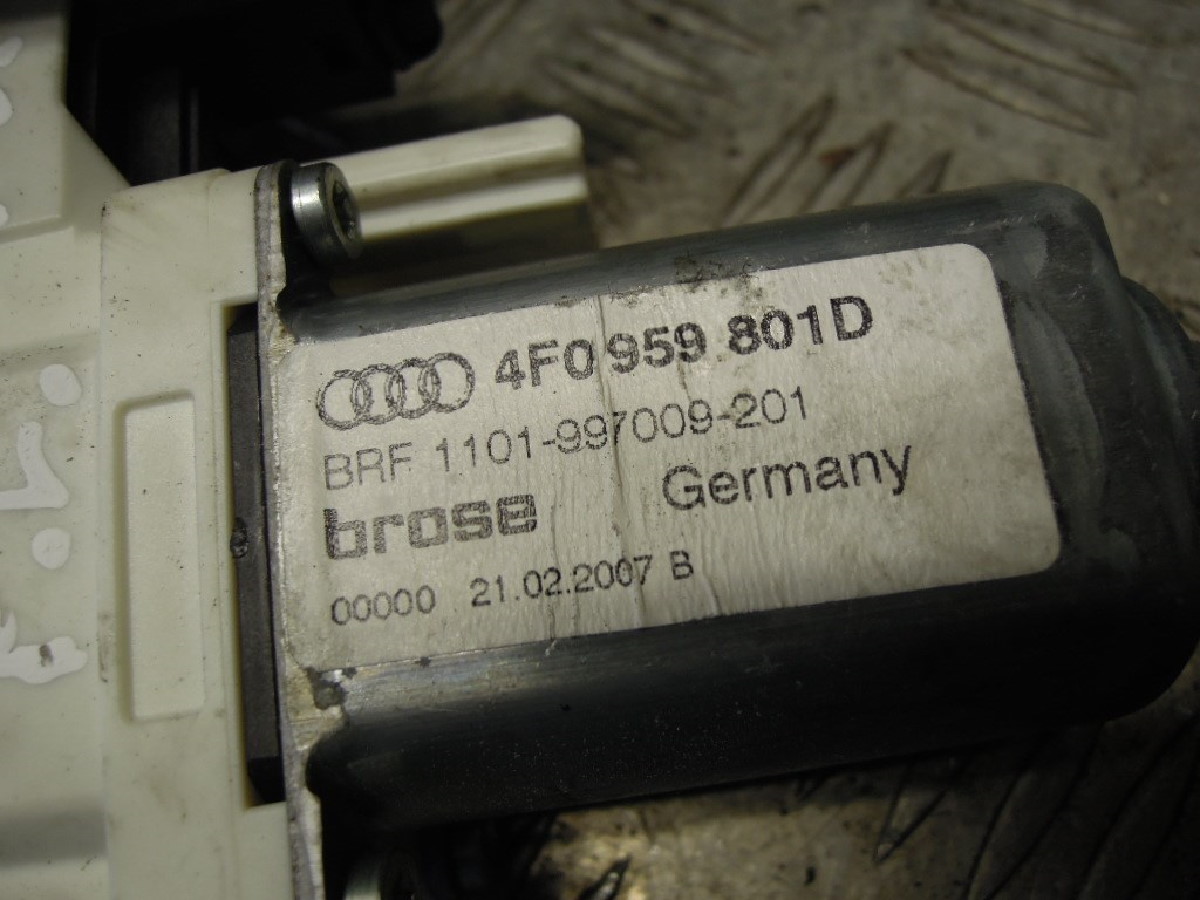 4F0 959 801D
BRF 1101-997009-201
brose Germany
00000 21.02.2007 B